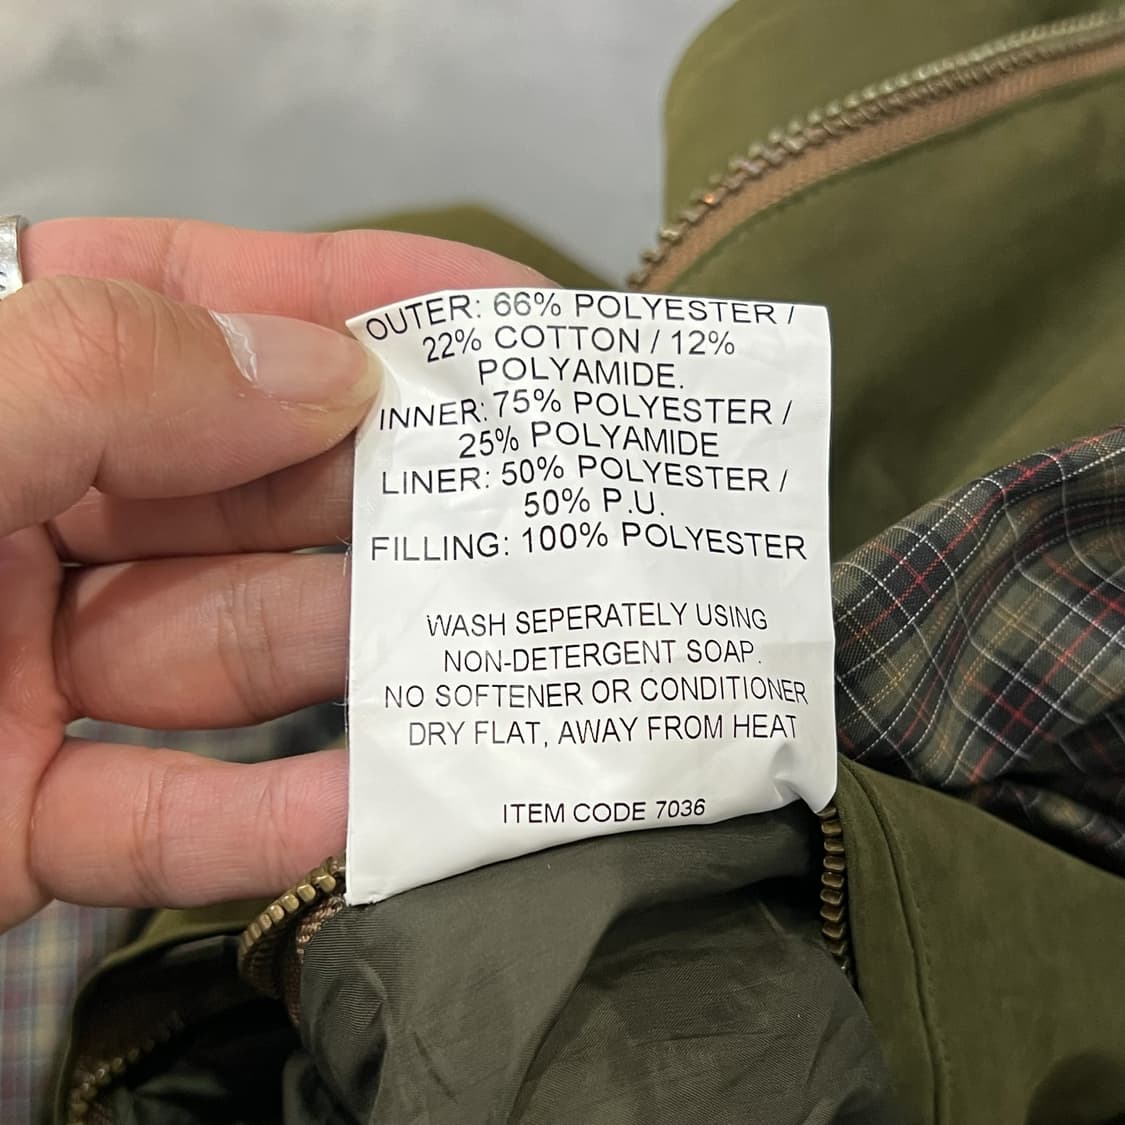 OUTER: 66% POLYESTER /
22% COTTON / 12%
POLYAMIDE.
INNER: 75% POLYESTER /
25% POLYAMIDE
LINER: 50% POLYESTER /
50% P.U.
FILLING: 100% POLYESTER
WASH SEPERATELY USING
NON-DETERGENT SOAP.
NO SOFTENER OR CONDITIONER
DRY FLAT, AWAY FROM HEAT
ITEM CODE 7036